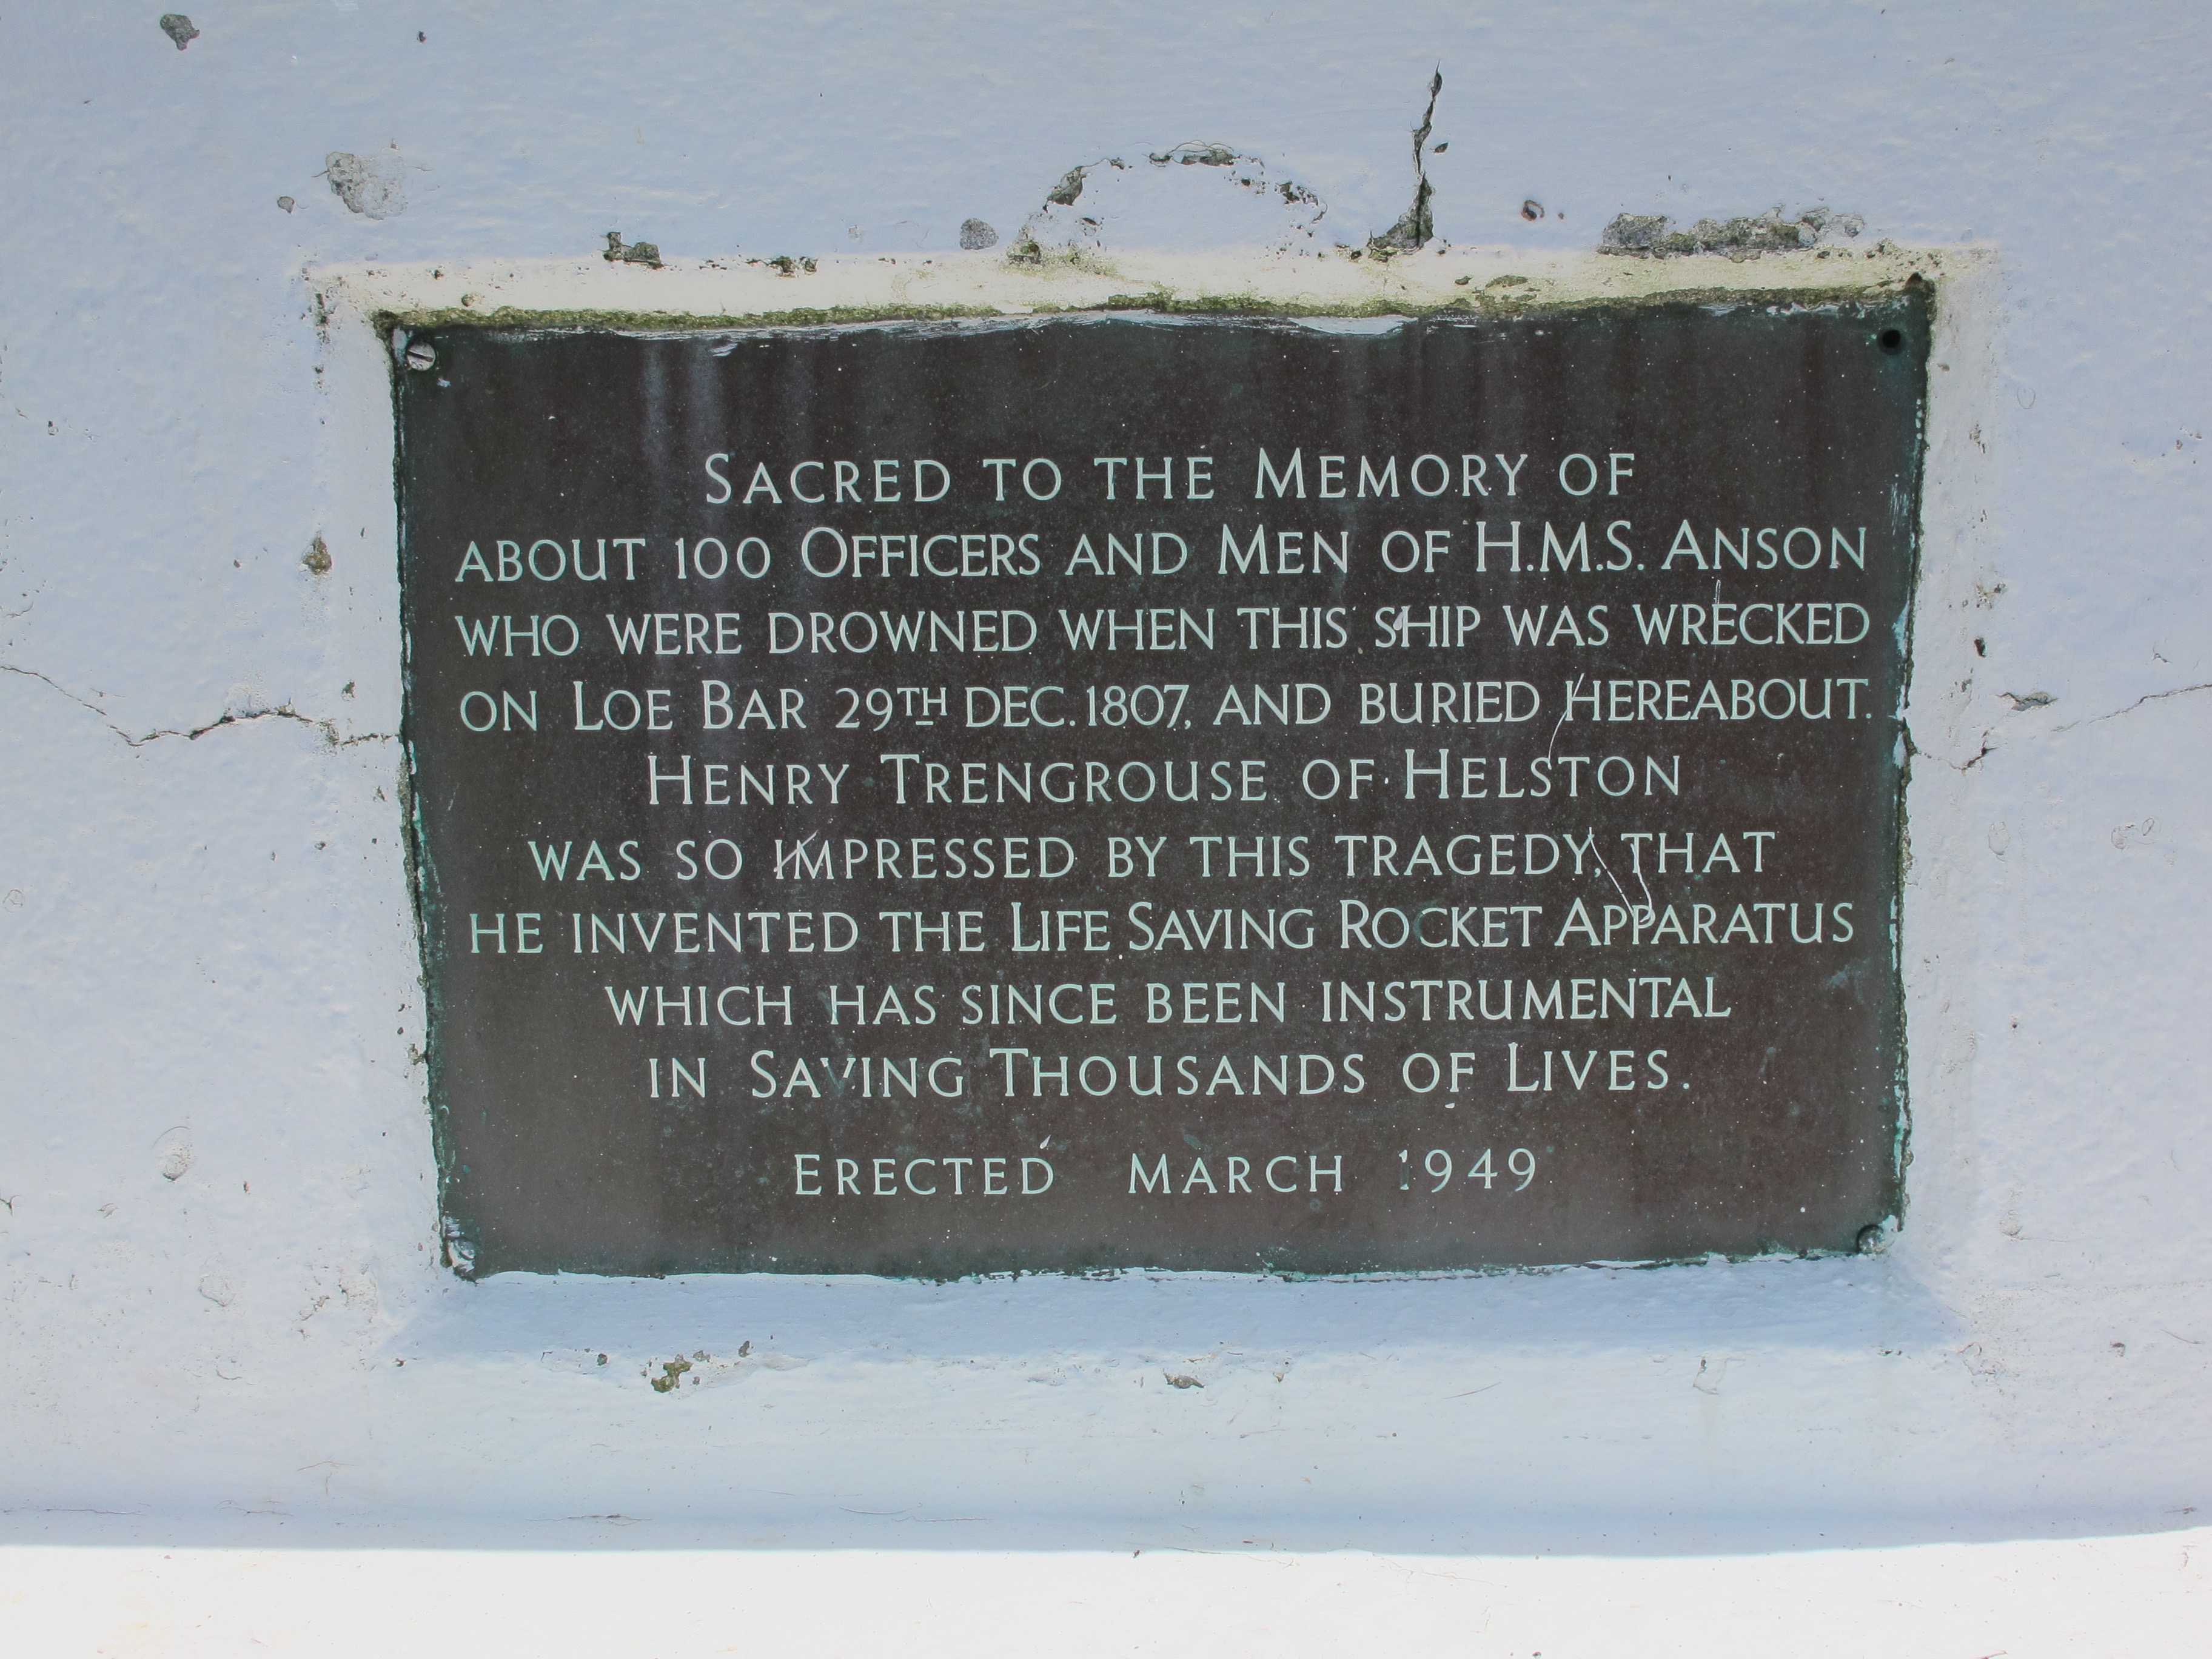 SACRED TO THE MEMORY OF
ABOUT 100 OFFICERS AND MEN OF H.M.S. ANSON
WHO WERE DROWNED WHEN THIS SHIP WAS WRECKED
ON LOE BAR 29TH DEC. 1807, AND BURIED HEREABOUT.
HENRY TRENGROUSE OF HELSTON
WAS SO IMPRESSED BY THIS TRAGEDY, THAT
HE INVENTED THE LIFE SAVING ROCKET APPARATUS
WHICH HAS SINCE BEEN INSTRUMENTAL
IN SAVING THOUSANDS OF LIVES.
ERECTED MARCH 1949